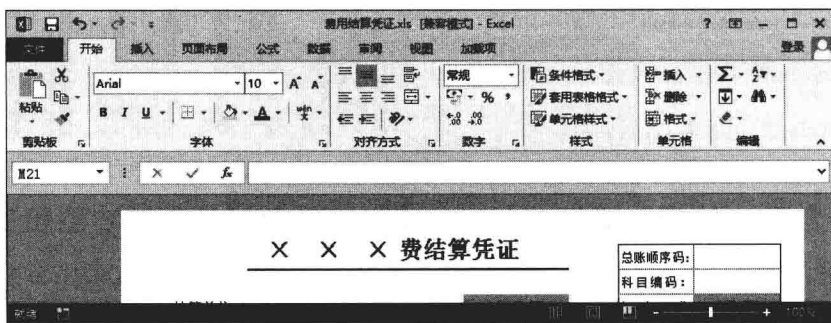 费用结算凭证.xls [兼容模式] - Excel
文件 开始 插入 页面布局 公式 数据 审阅 视图 加载项 登录
Arial 10 A A 常规 条件格式 插入
粘贴 B I U A wén 文 % 套用表格格式 删除
单元格样式 格式
剪贴板 字体 对齐方式 数字 样式 单元格 编辑
M21 fx
× × × 费结算凭证
总账顺序码:
科目编码:
就绪 100%